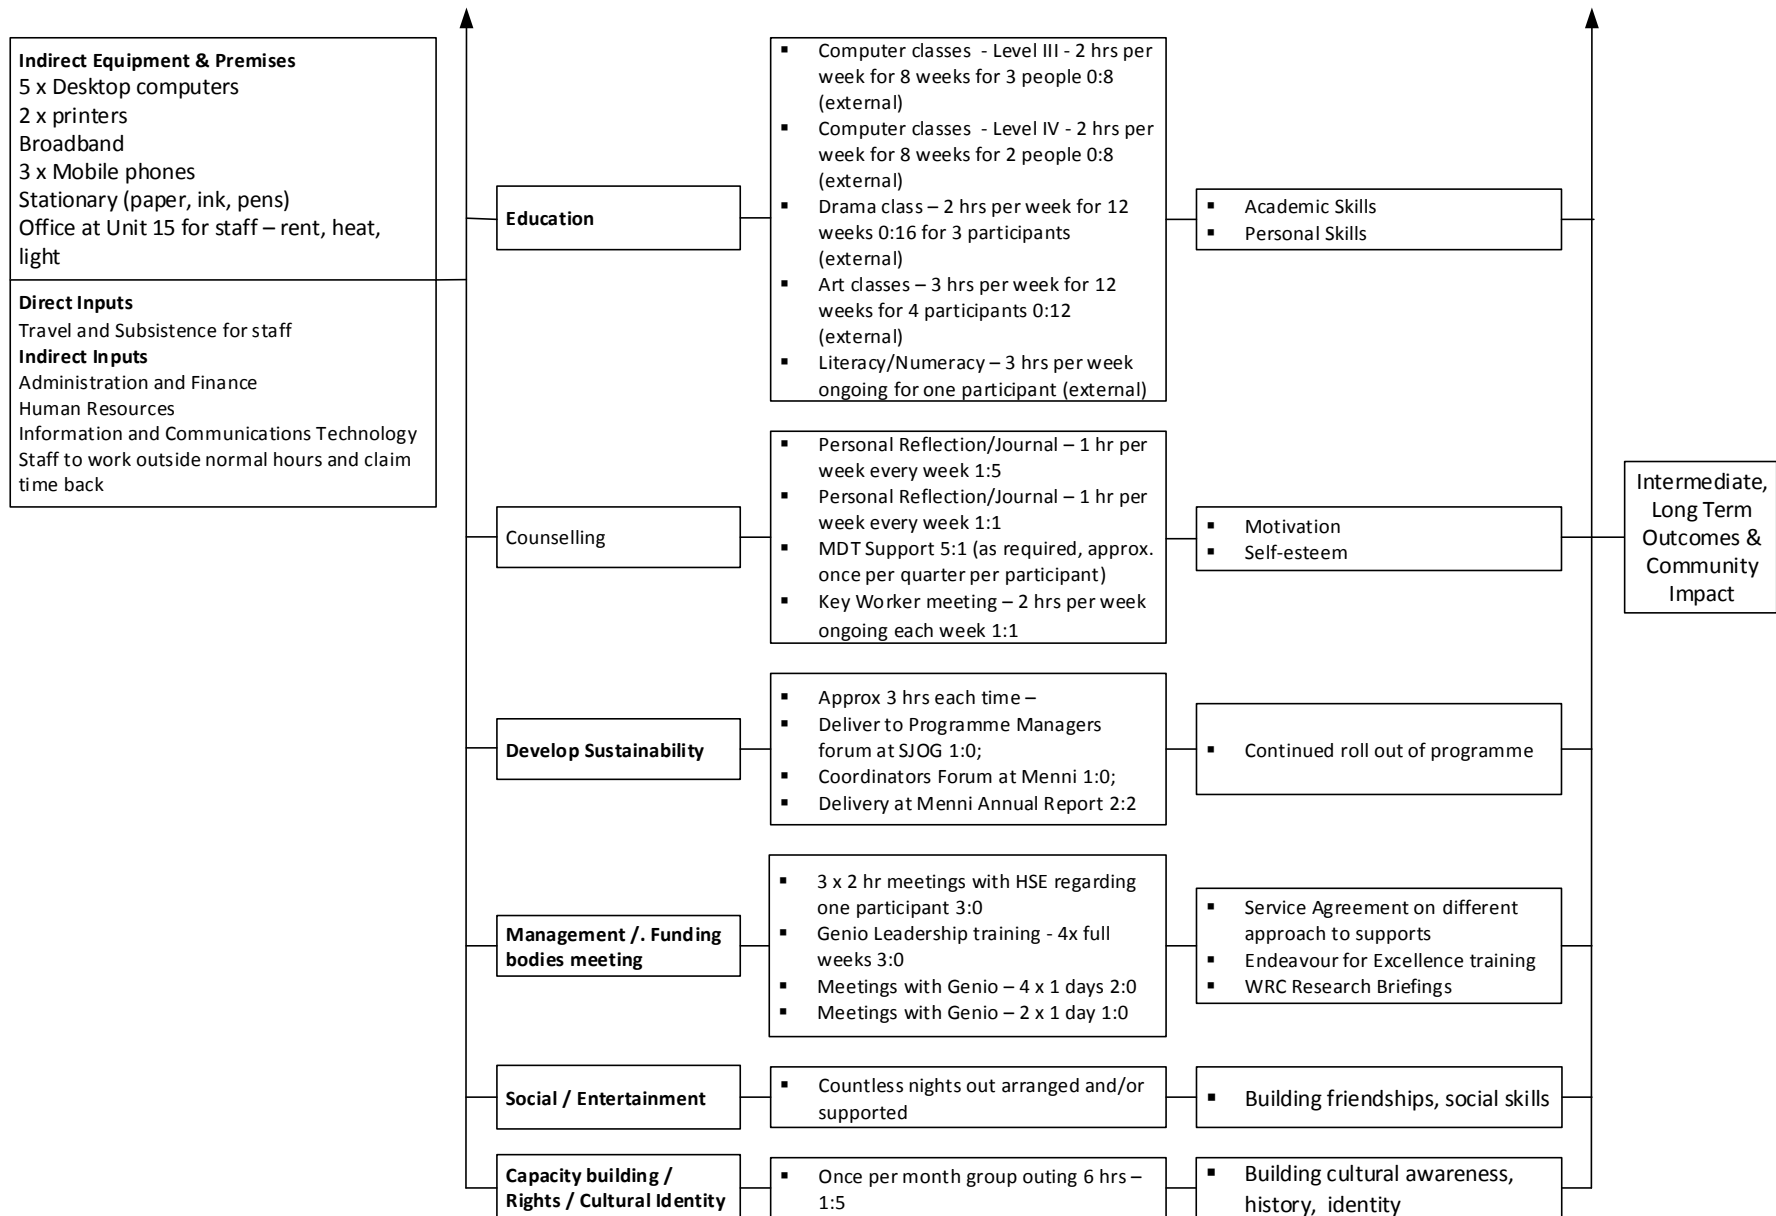 Indirect Equipment & Premises
5 x Desktop computers
2 x printers
Broadband
3 x Mobile phones
Stationary (paper, ink, pens)
Office at Unit 15 for staff – rent, heat,
light
Direct Inputs
Travel and Subsistence for staff
Indirect Inputs
Administration and Finance
Human Resources
Information and Communications Technology
Staff to work outside normal hours and claim
time back
Education
▪ Computer classes - Level III - 2 hrs per
week for 8 weeks for 3 people 0:8
(external)
▪ Computer classes - Level IV - 2 hrs per
week for 8 weeks for 2 people 0:8
(external)
▪ Drama class – 2 hrs per week for 12
weeks 0:16 for 3 participants
(external)
▪ Art classes – 3 hrs per week for 12
weeks for 4 participants 0:12
(external)
▪ Literacy/Numeracy – 3 hrs per week
ongoing for one participant (external)
▪ Academic Skills
▪ Personal Skills
Counselling
▪ Personal Reflection/Journal – 1 hr per
week every week 1:5
▪ Personal Reflection/Journal – 1 hr per
week every week 1:1
▪ MDT Support 5:1 (as required, approx.
once per quarter per participant)
▪ Key Worker meeting – 2 hrs per week
ongoing each week 1:1
▪ Motivation
▪ Self-esteem
Develop Sustainability
▪ Approx 3 hrs each time –
▪ Deliver to Programme Managers
forum at SJOG 1:0;
▪ Coordinators Forum at Menni 1:0;
▪ Delivery at Menni Annual Report 2:2
▪ Continued roll out of programme
Management /. Funding
bodies meeting
▪ 3 x 2 hr meetings with HSE regarding
one participant 3:0
▪ Genio Leadership training - 4x full
weeks 3:0
▪ Meetings with Genio – 4 x 1 days 2:0
▪ Meetings with Genio – 2 x 1 day 1:0
▪ Service Agreement on different
approach to supports
▪ Endeavour for Excellence training
▪ WRC Research Briefings
Social / Entertainment
▪ Countless nights out arranged and/or
supported
▪ Building friendships, social skills
Capacity building /
Rights / Cultural Identity
▪ Once per month group outing 6 hrs –
1:5
▪ Building cultural awareness,
history, identity
Intermediate,
Long Term
Outcomes &
Community
Impact